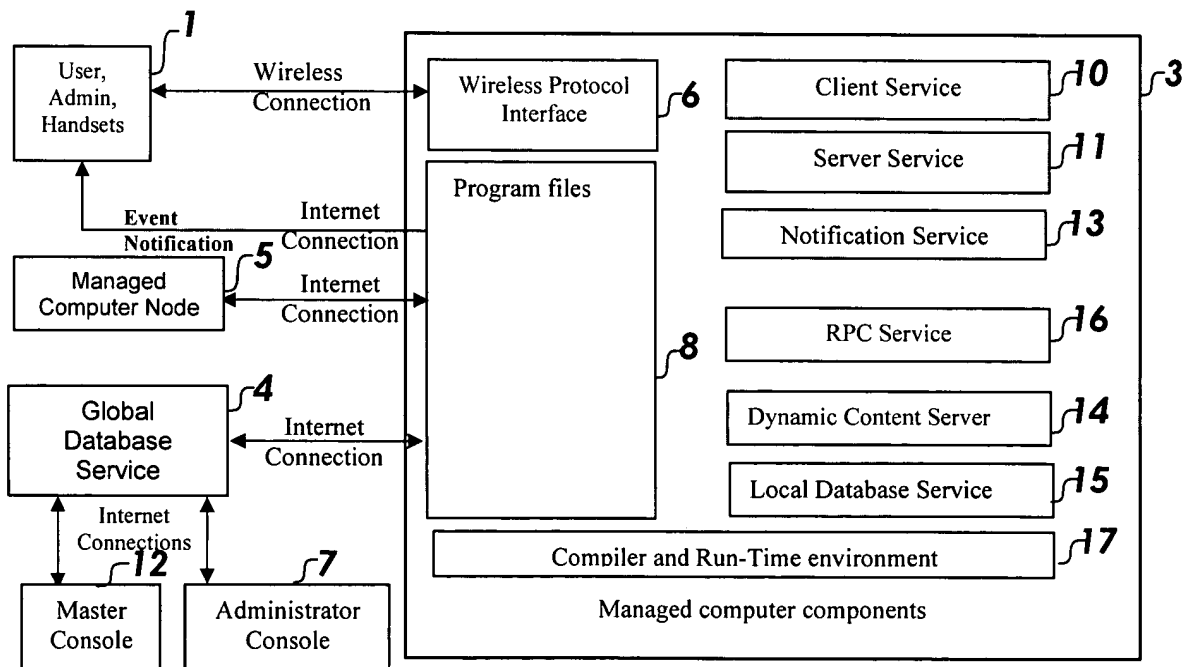 1
User,
Admin,
Handsets
Wireless
Connection
Wireless Protocol
Interface
6
Client Service
10
3
Server Service
11
Program files
Event
Notification
Internet
Connection
Notification Service
13
5
Managed
Computer Node
Internet
Connection
RPC Service
16
8
4
Global
Database
Service
Internet
Connection
Dynamic Content Server
14
Local Database Service
15
Internet
Connections
12
Master
Console
7
Administrator
Console
Compiler and Run-Time environment
17
Managed computer components